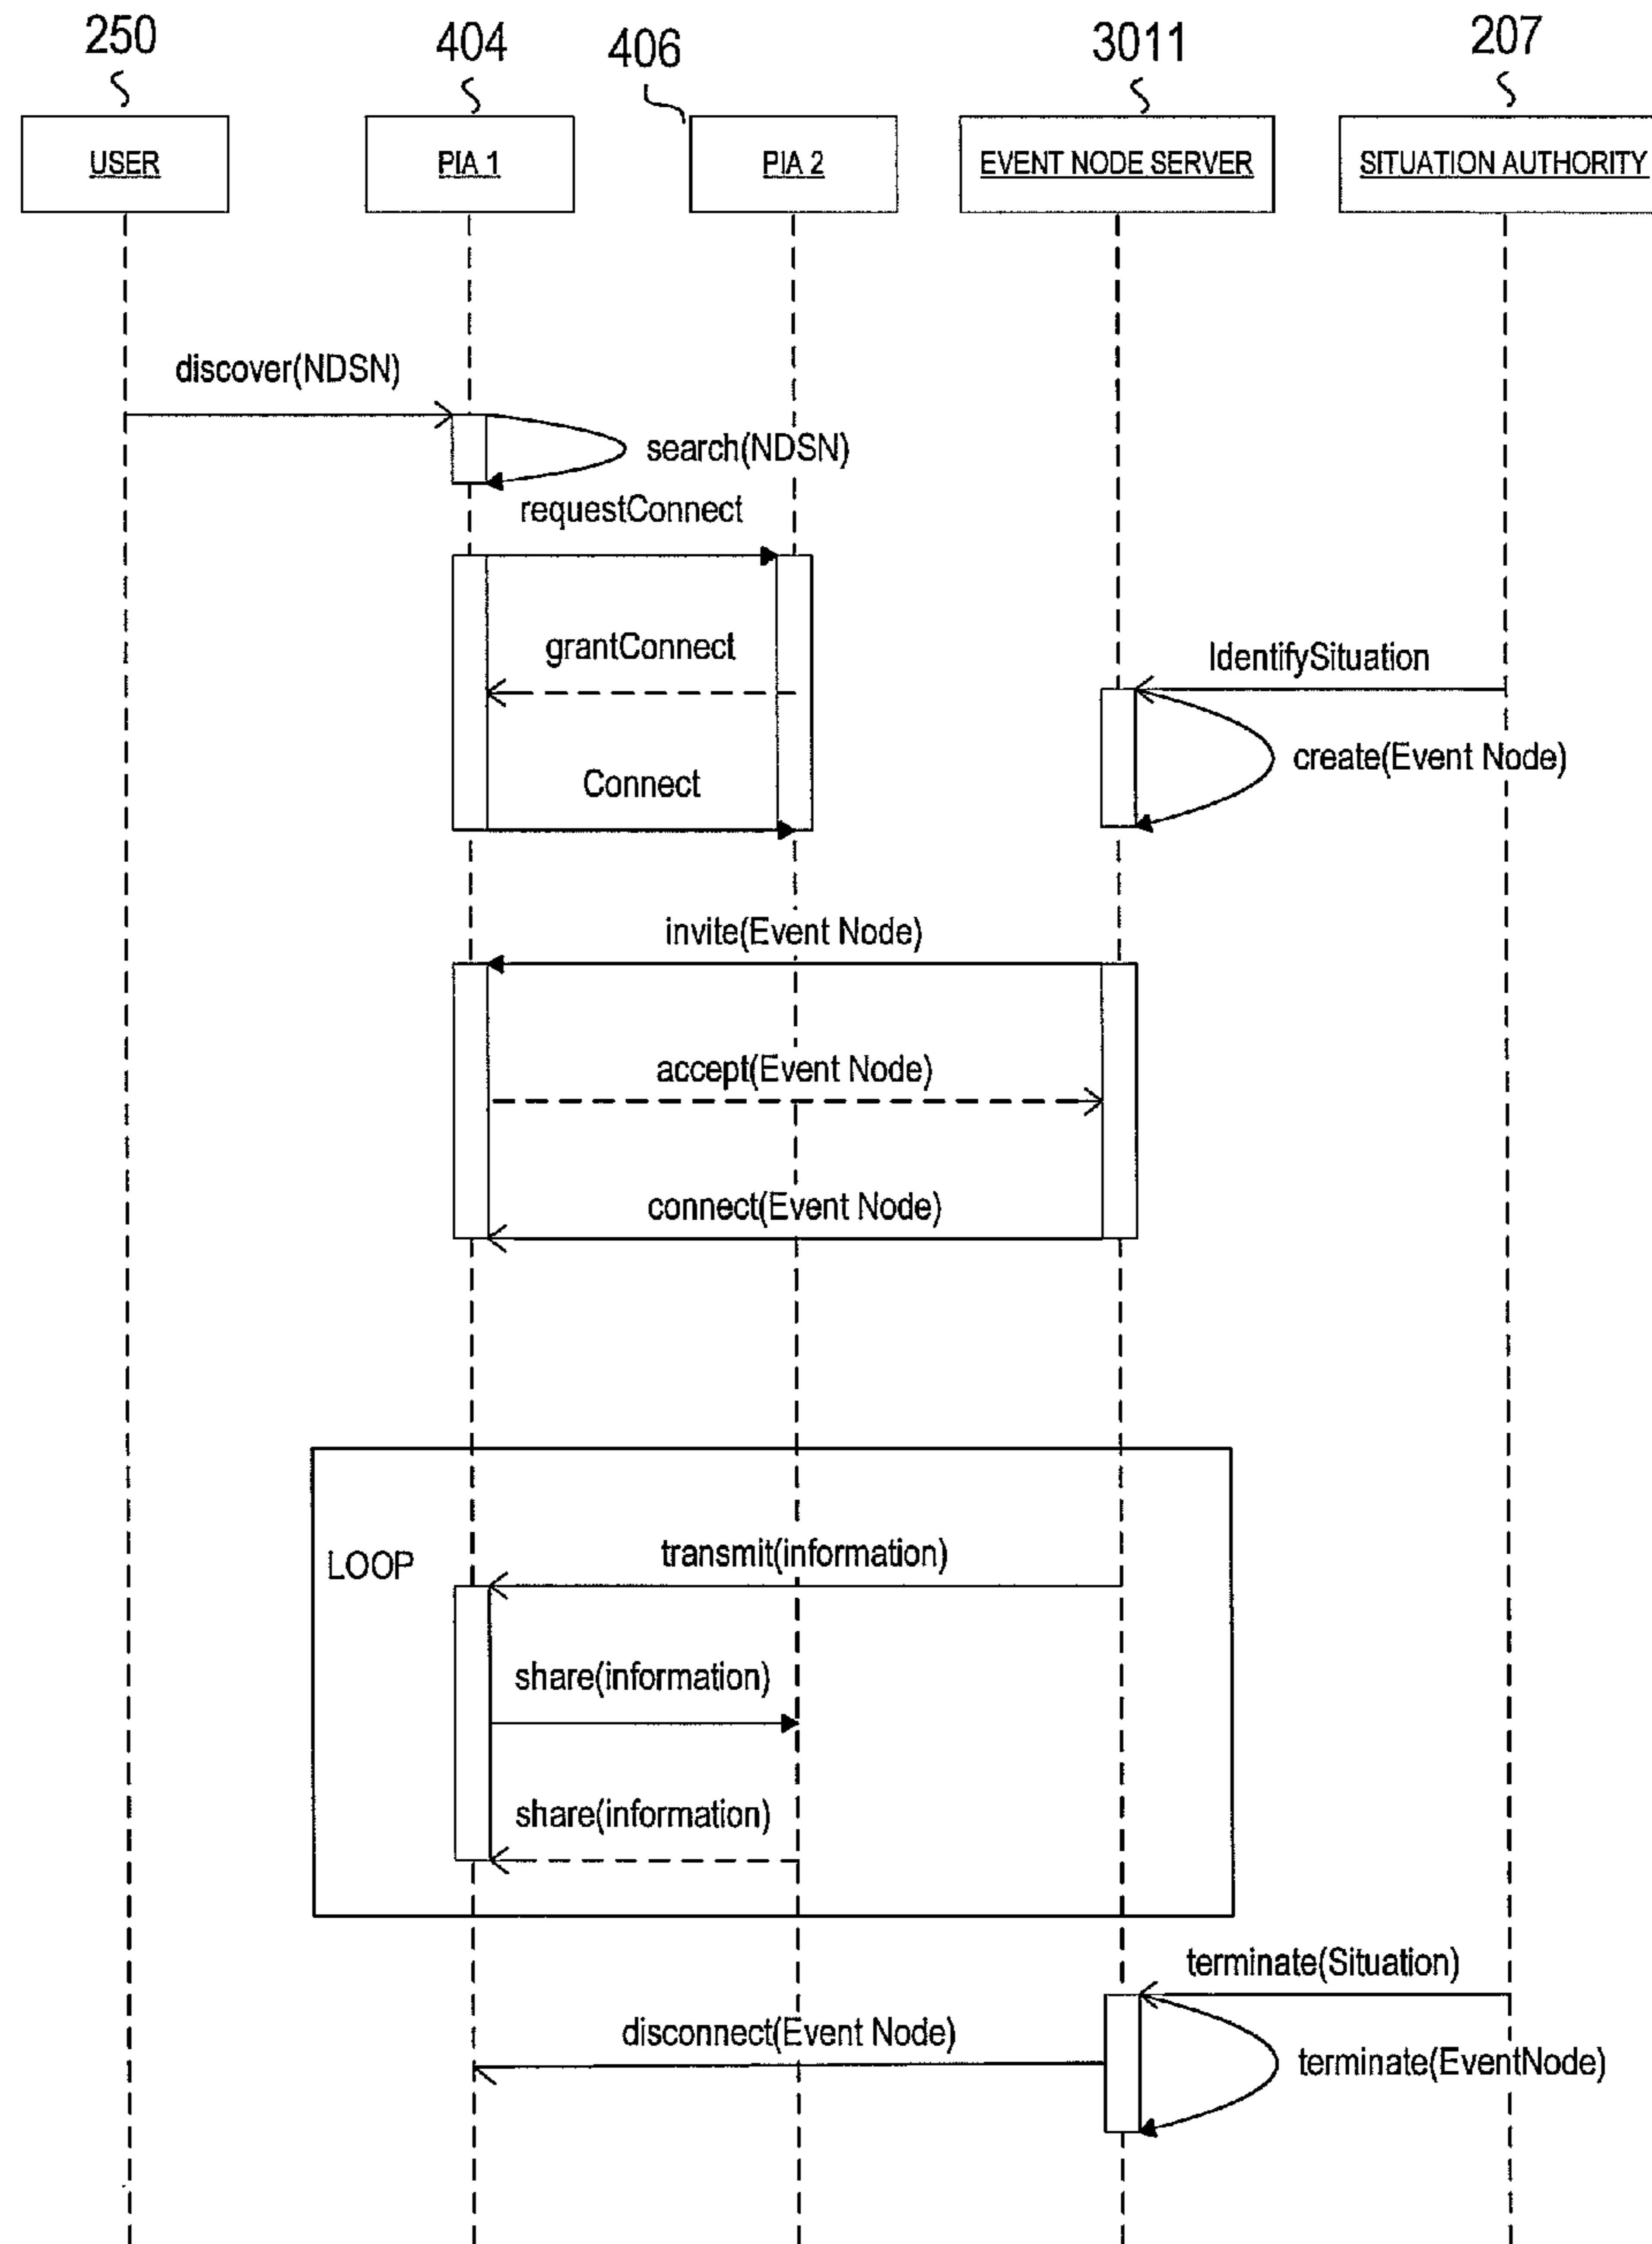 250
404
406
3011
207
USER
PIA 1
PIA 2
EVENT NODE SERVER
SITUATION AUTHORITY
discover(NDSN)
search(NDSN)
requestConnect
grantConnect
IdentifySituation
create(Event Node)
Connect
invite(Event Node)
accept(Event Node)
connect(Event Node)
LOOP
transmit(information)
share(information)
share(information)
terminate(Situation)
disconnect(Event Node)
terminate(EventNode)